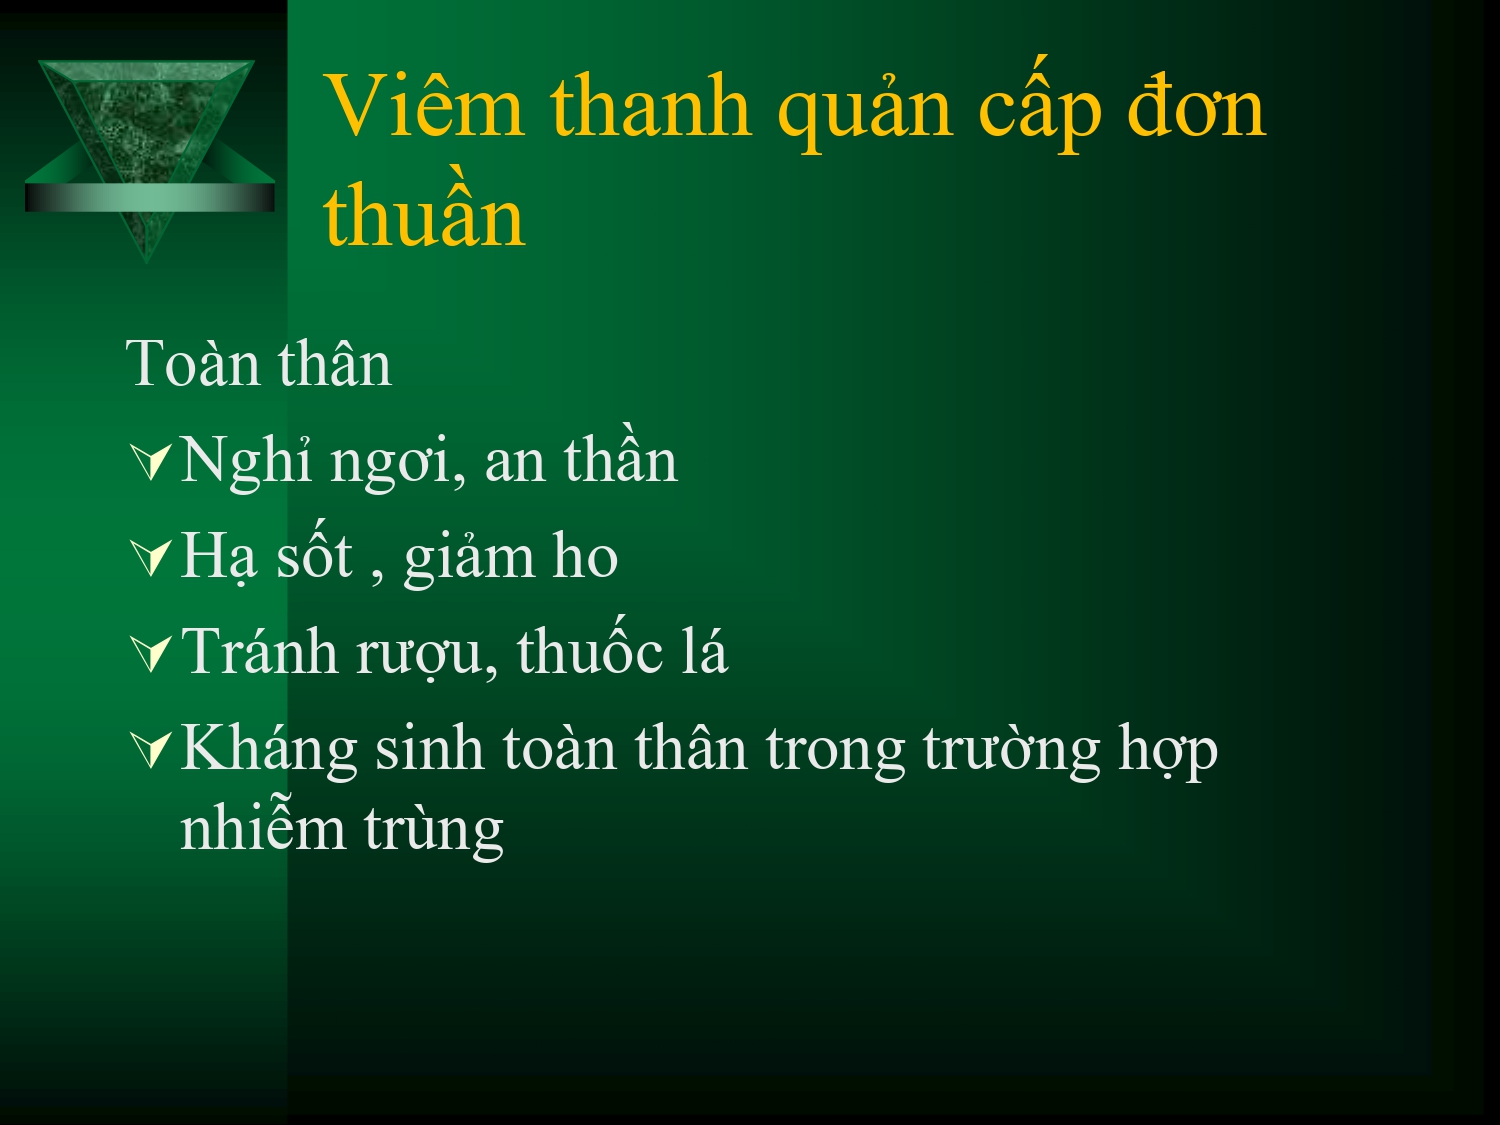 Viêm thanh quản cấp đơn
thuần
Toàn thân
Nghỉ ngơi, an thần
Hạ sốt , giảm ho
Tránh rượu, thuốc lá
Kháng sinh toàn thân trong trường hợp
nhiễm trùng